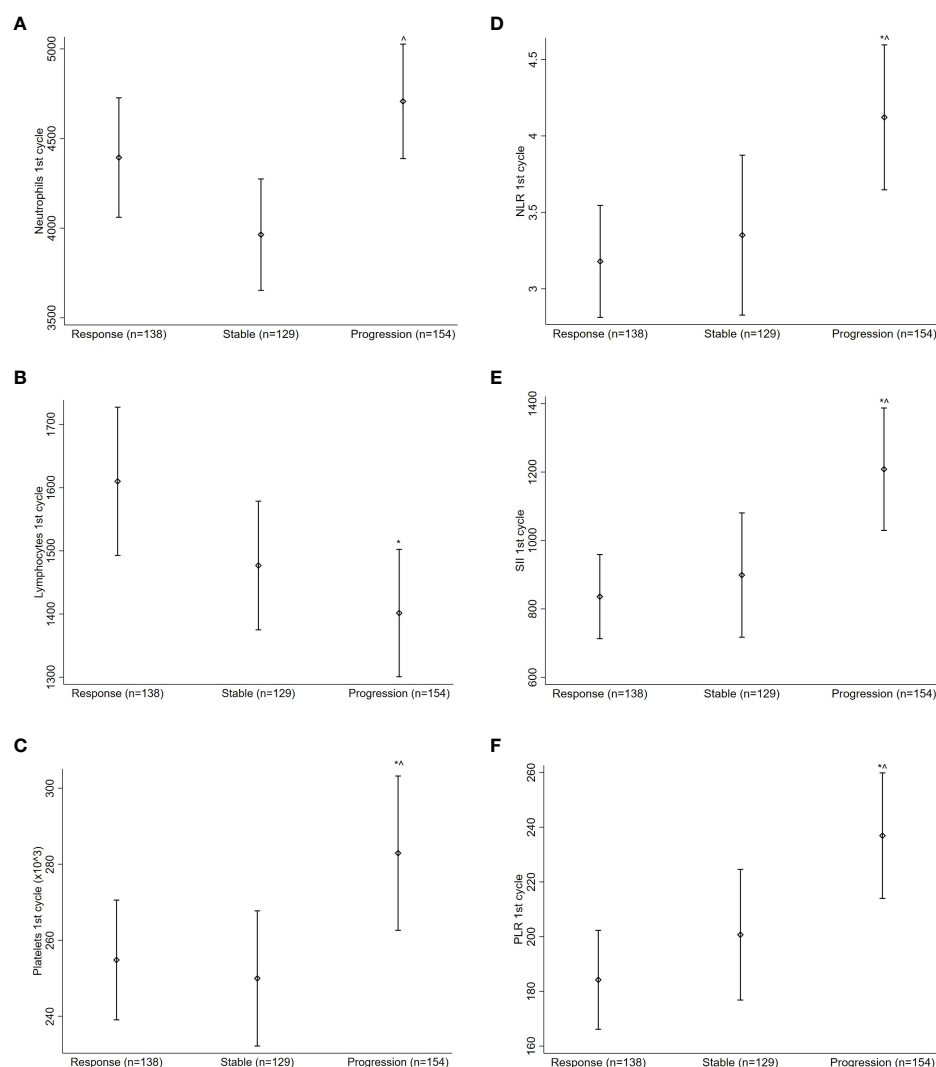 A
Neutrophils 1st cycle
5000
4500
4000
3500
^
Response (n=138) Stable (n=129) Progression (n=154)
B
Lymphocytes 1st cycle
1700
1600
1500
1400
1300
*
Response (n=138) Stable (n=129) Progression (n=154)
C
Platelets 1st cycle (x10^3)
300
280
260
240
*^
Response (n=138) Stable (n=129) Progression (n=154)
D
NLR 1st cycle
4.5
4
3.5
3
*^
Response (n=138) Stable (n=129) Progression (n=154)
E
SII 1st cycle
1400
1200
1000
800
600
*^
Response (n=138) Stable (n=129) Progression (n=154)
F
PLR 1st cycle
260
240
220
200
180
160
*^
Response (n=138) Stable (n=129) Progression (n=154)